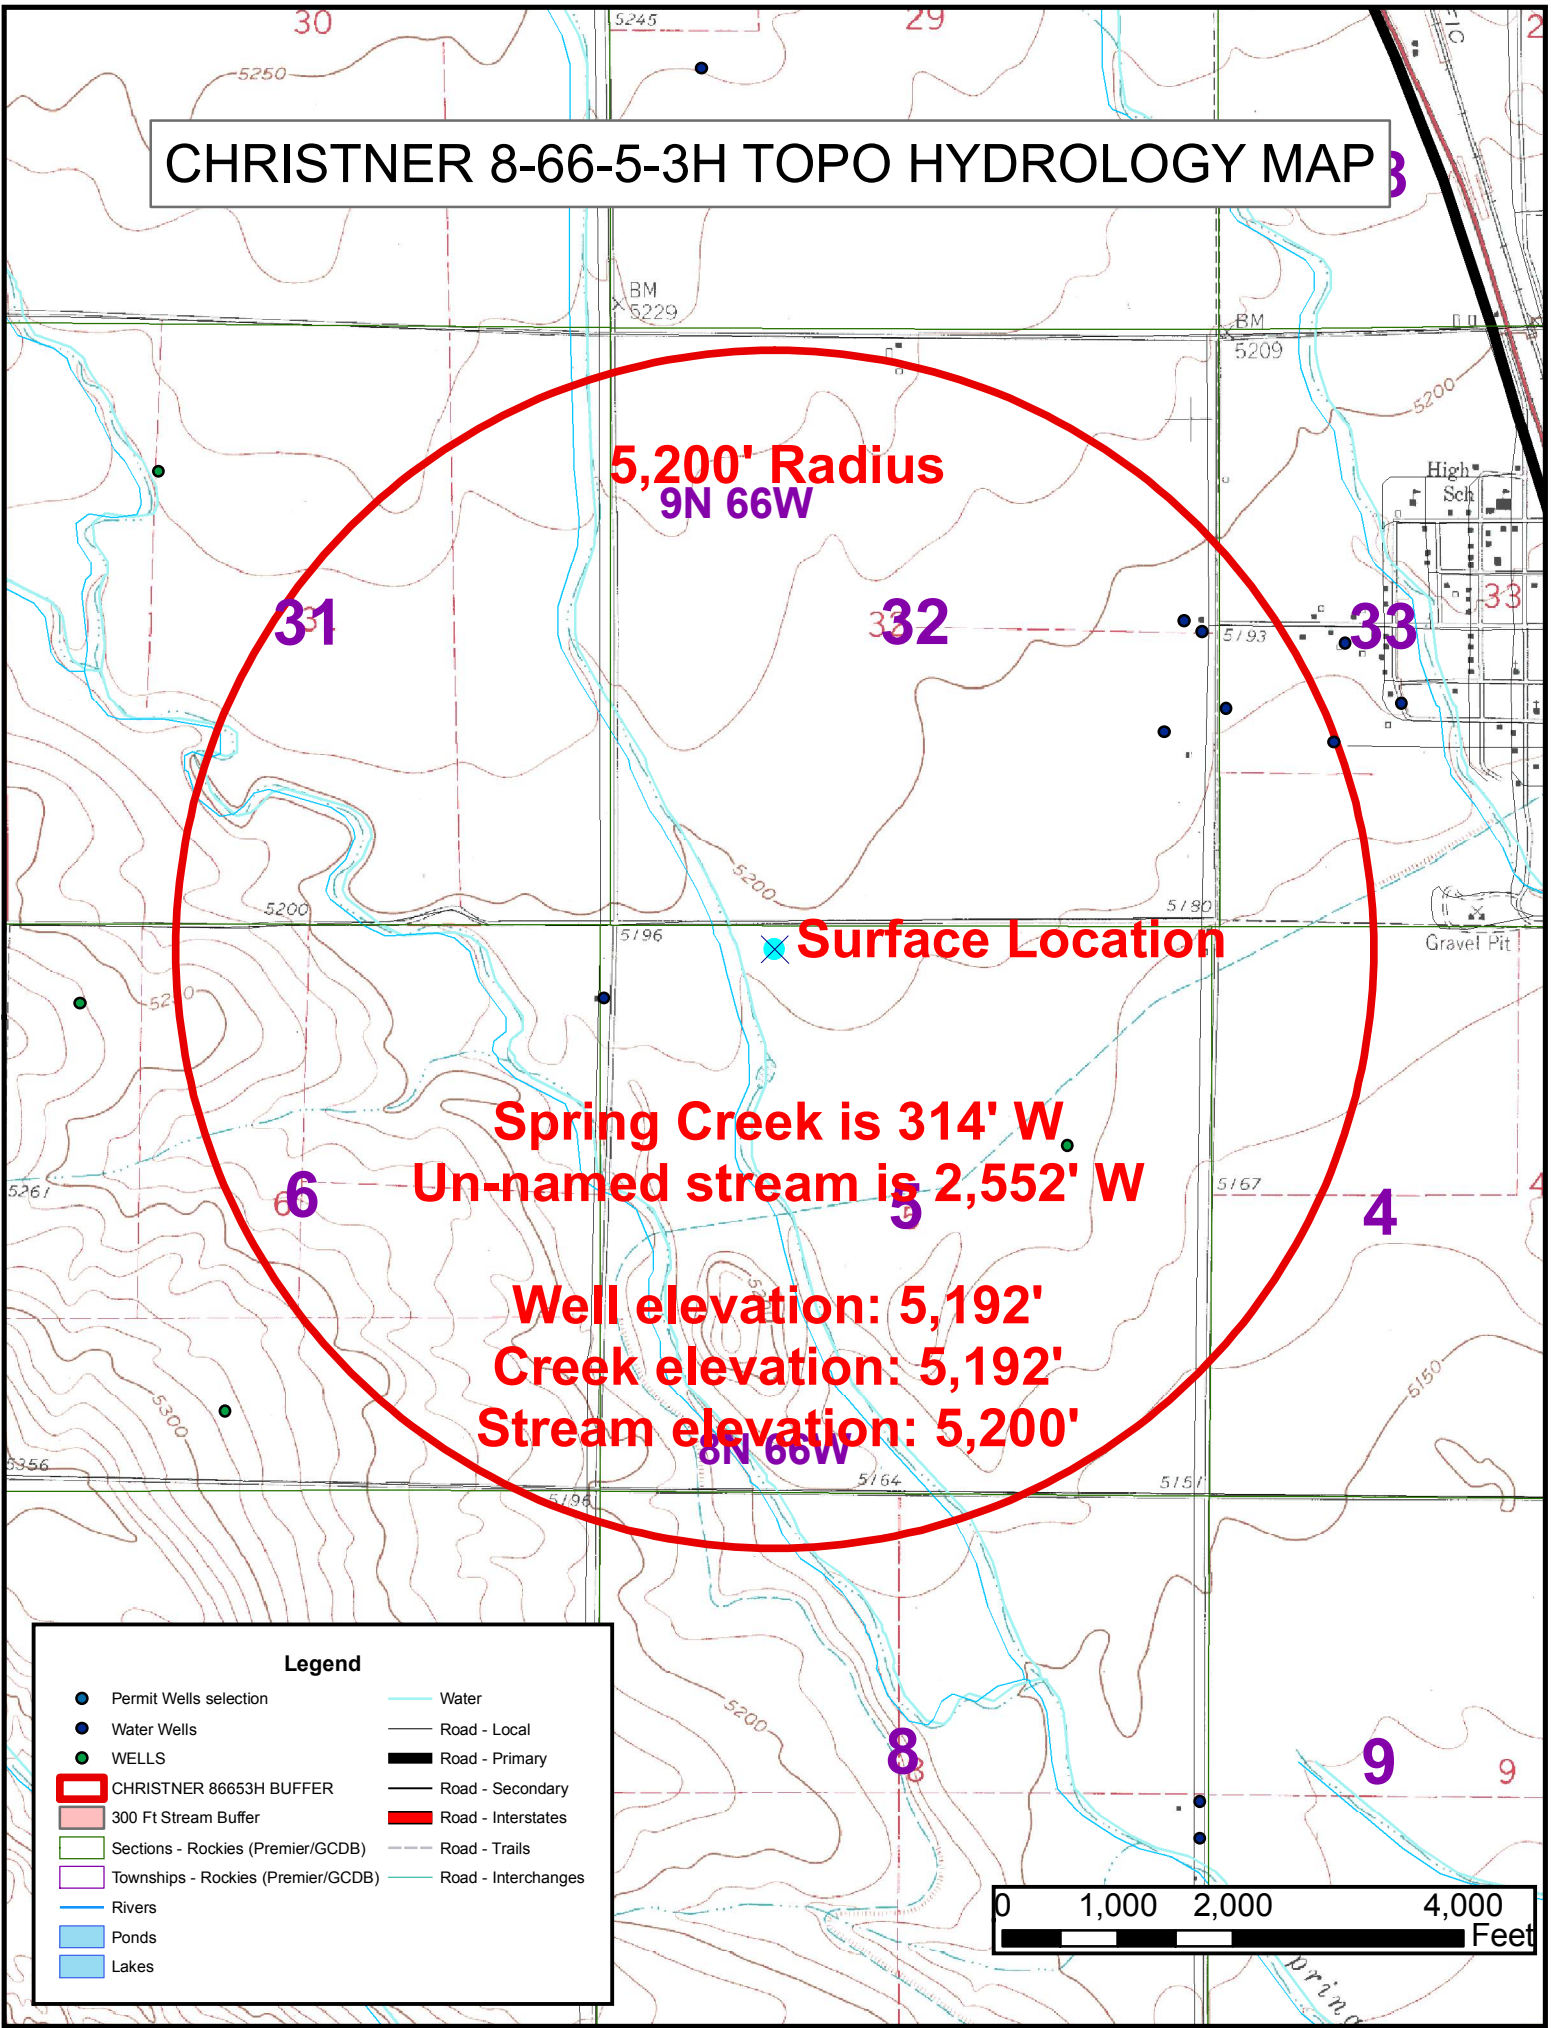 30
5245
29
5250
CHRISTNER 8-66-5-3H TOPO HYDROLOGY MAP
BM
5229
BM
5209
5200
5,200' Radius
9N 66W
High
Sch
31
32
33
33
5193
5200
5200
5180
5196
Surface Location
Gravel Pit
Spring Creek is 314' W
Un-named stream is 2,552' W
5261
6
6
5
5167
4
4
Well elevation: 5,192'
Creek elevation: 5,192'
Stream elevation: 5,200'
5150
5300
5356
8N 66W
5164
5151
5196
5200
8
9
9
Legend
Permit Wells selection
Water Wells
WELLS
CHRISTNER 86653H BUFFER
300 Ft Stream Buffer
Sections - Rockies (Premier/GCDB)
Townships - Rockies (Premier/GCDB)
Rivers
Ponds
Lakes
Water
Road - Local
Road - Primary
Road - Secondary
Road - Interstates
Road - Trails
Road - Interchanges
0 1,000 2,000 4,000
Feet